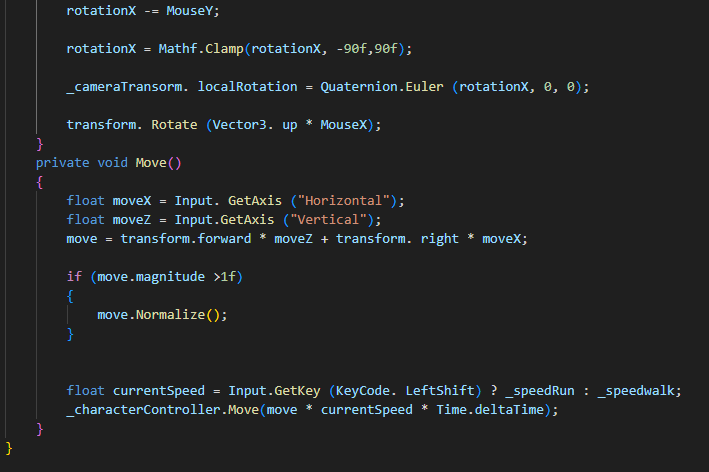 rotationX -= MouseY;
rotationX = Mathf.Clamp(rotationX, -90f,90f);
_cameraTransorm. localRotation = Quaternion.Euler (rotationX, 0, 0);
transform. Rotate (Vector3. up * MouseX);
}
private void Move()
{
float moveX = Input. GetAxis ("Horizontal");
float moveZ = Input.GetAxis ("Vertical");
move = transform.forward * moveZ + transform. right * moveX;
if (move.magnitude >1f)
{
move.Normalize();
}
float currentSpeed = Input.GetKey (KeyCode. LeftShift) ? _speedRun : _speedwalk;
_characterController.Move(move * currentSpeed * Time.deltaTime);
}
}